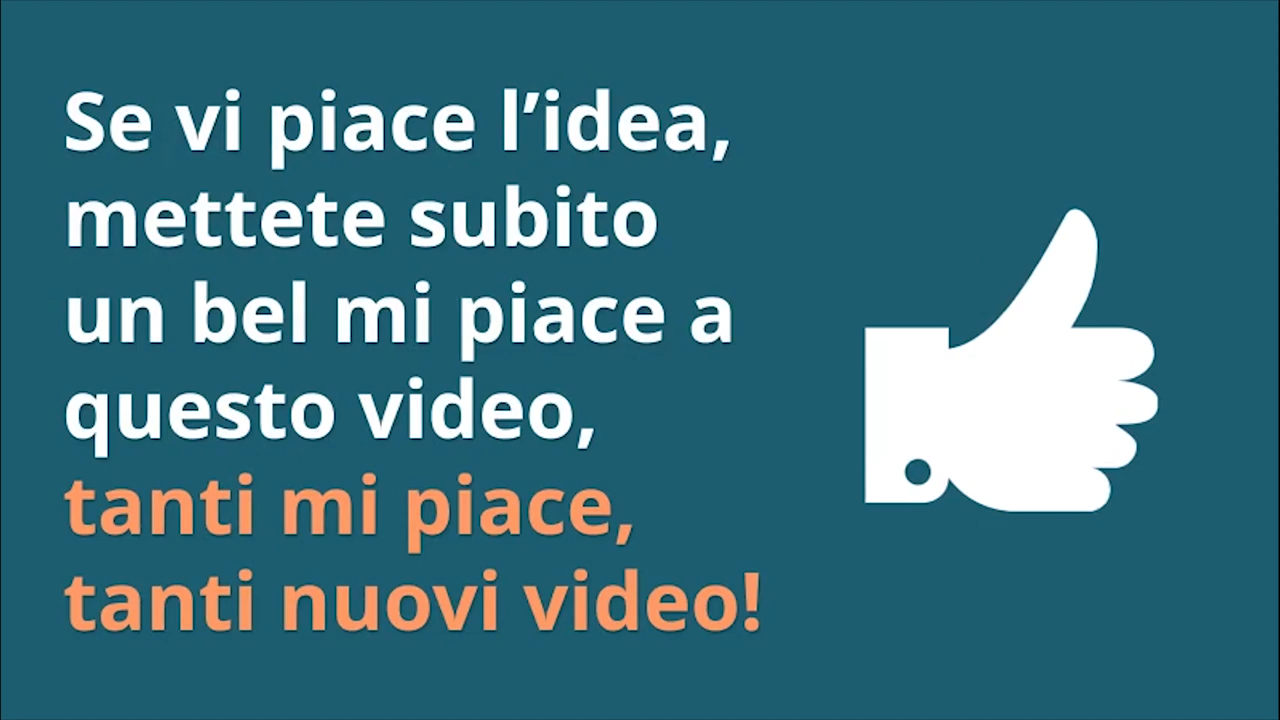 Se vi piace l’idea,
mettete subito
un bel mi piace a
questo video,
tanti mi piace,
tanti nuovi video!